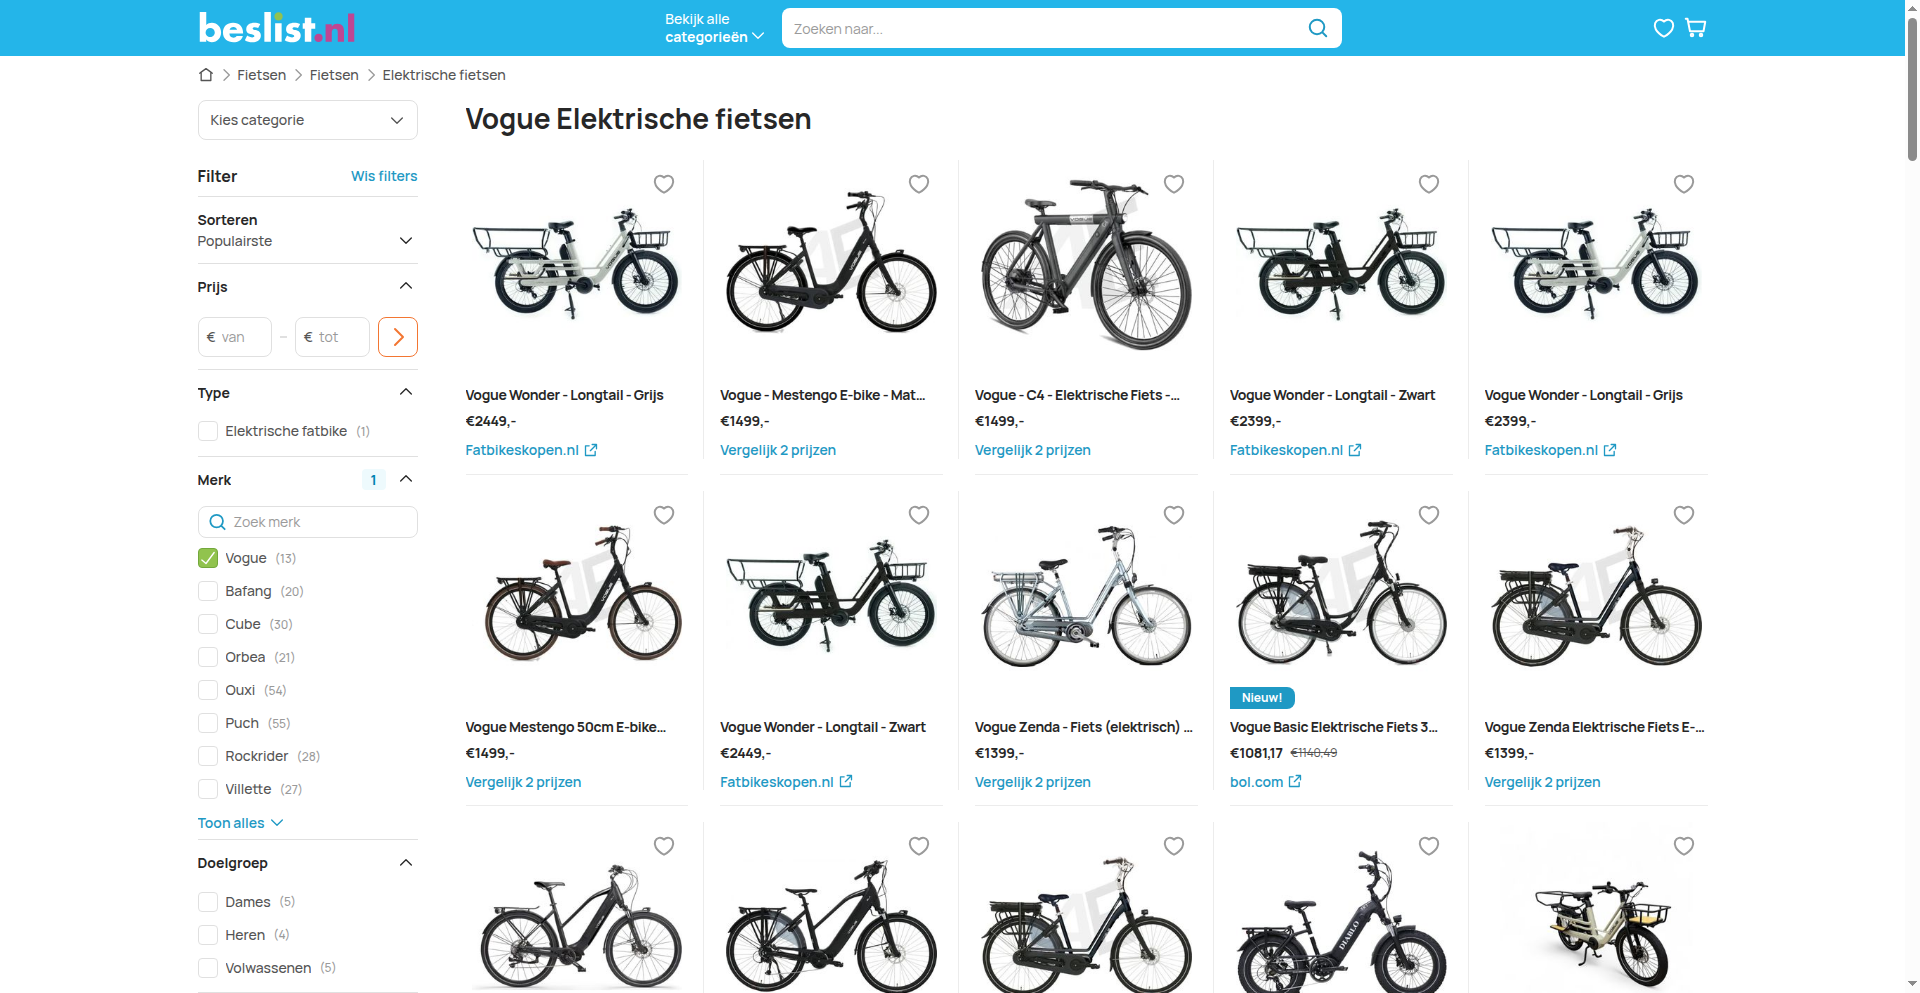 beslist.nl
Bekijk alle
categorieën
Zoeken naar...
Fietsen
Fietsen
Elektrische fietsen
Kies categorie
Vogue Elektrische fietsen
Filter
Wis filters
Sorteren
Populairste
Prijs
€ van – € tot
Type
Elektrische fatbike (1)
Merk
1
Zoek merk
Vogue (13)
Bafang (20)
Cube (30)
Orbea (21)
Ouxi (54)
Puch (55)
Rockrider (28)
Villette (27)
Toon alles
Doelgroep
Dames (5)
Heren (4)
Volwassenen (5)
Vogue Wonder - Longtail - Grijs
€2449,-
Fatbikeskopen.nl
Vogue - Mestengo E-bike - Mat...
€1499,-
Vergelijk 2 prijzen
Vogue - C4 - Elektrische Fiets -...
€1499,-
Vergelijk 2 prijzen
Vogue Wonder - Longtail - Zwart
€2399,-
Fatbikeskopen.nl
Vogue Wonder - Longtail - Grijs
€2399,-
Fatbikeskopen.nl
Vogue Mestengo 50cm E-bike...
€1499,-
Vergelijk 2 prijzen
Vogue Wonder - Longtail - Zwart
€2449,-
Fatbikeskopen.nl
Vogue Zenda - Fiets (elektrisch) ...
€1399,-
Vergelijk 2 prijzen
Nieuw!
Vogue Basic Elektrische Fiets 3...
€1081,17 €1140,49
bol.com
Vogue Zenda Elektrische Fiets E-...
€1399,-
Vergelijk 2 prijzen
DIABLO